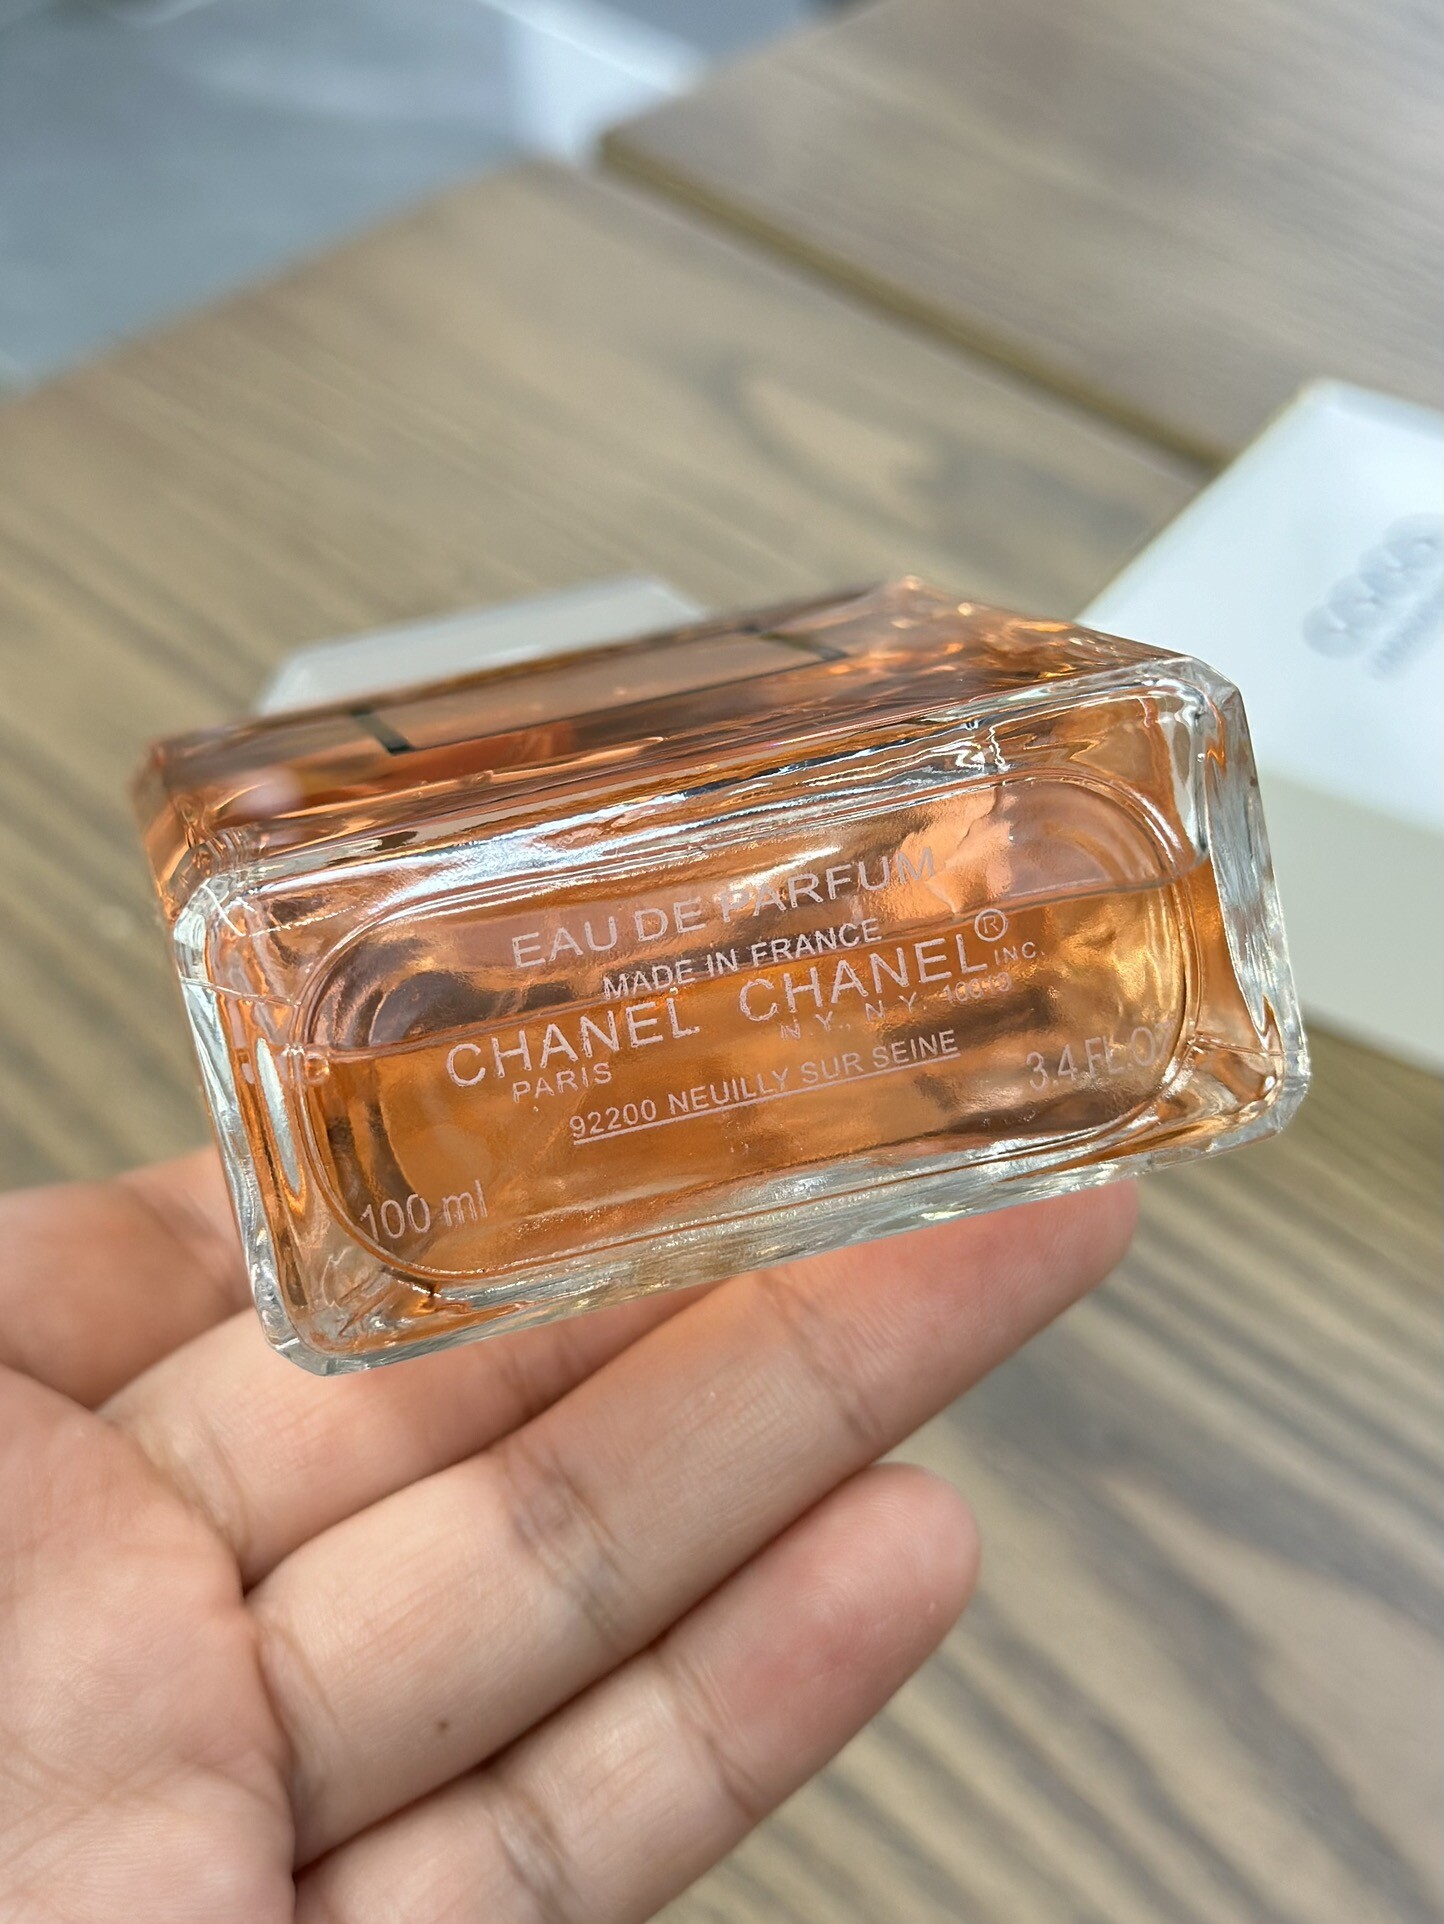 EAU DE PARFUM
MADE IN FRANCE
CHANEL CHANEL® INC.
PARIS N.Y., N.Y.
92200 NEUILLY SUR SEINE
100 ml 3.4 FL.